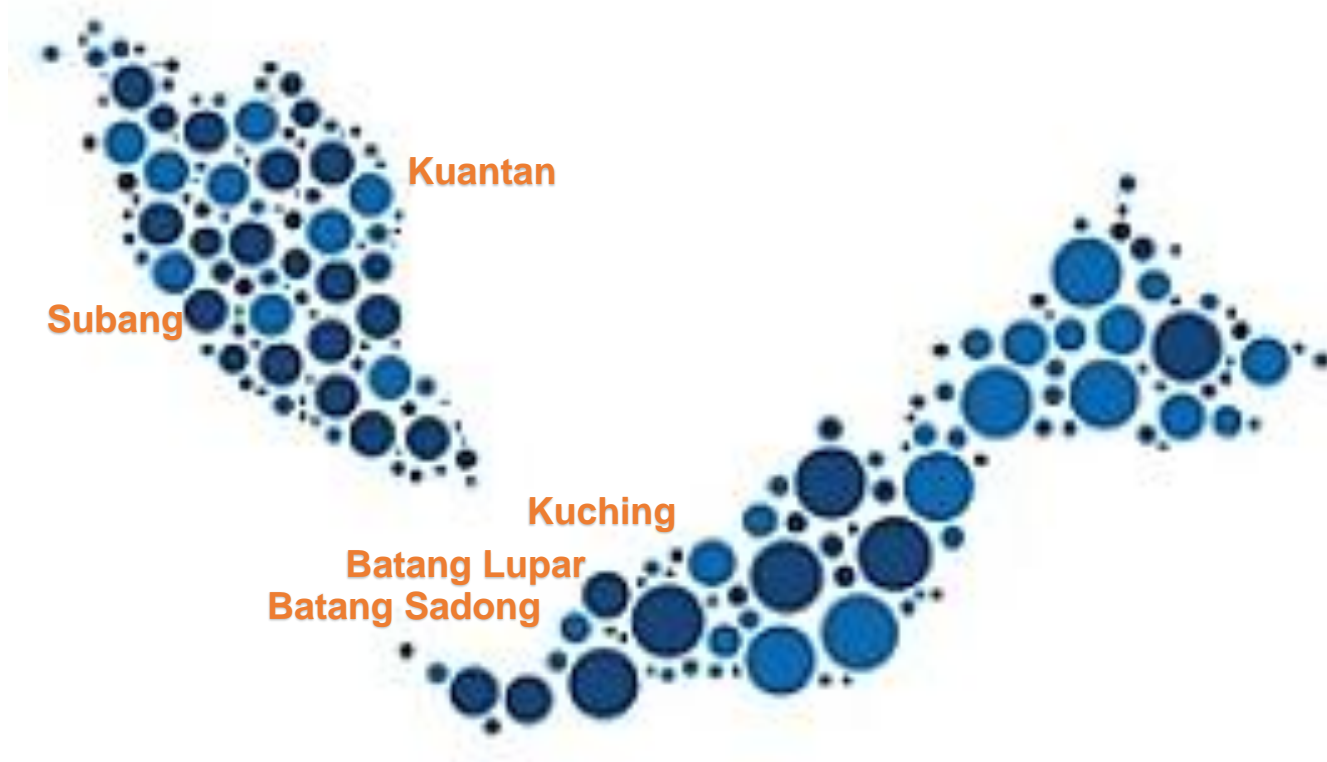 Kuantan
Subang
Kuching
Batang Lupar
Batang Sadong